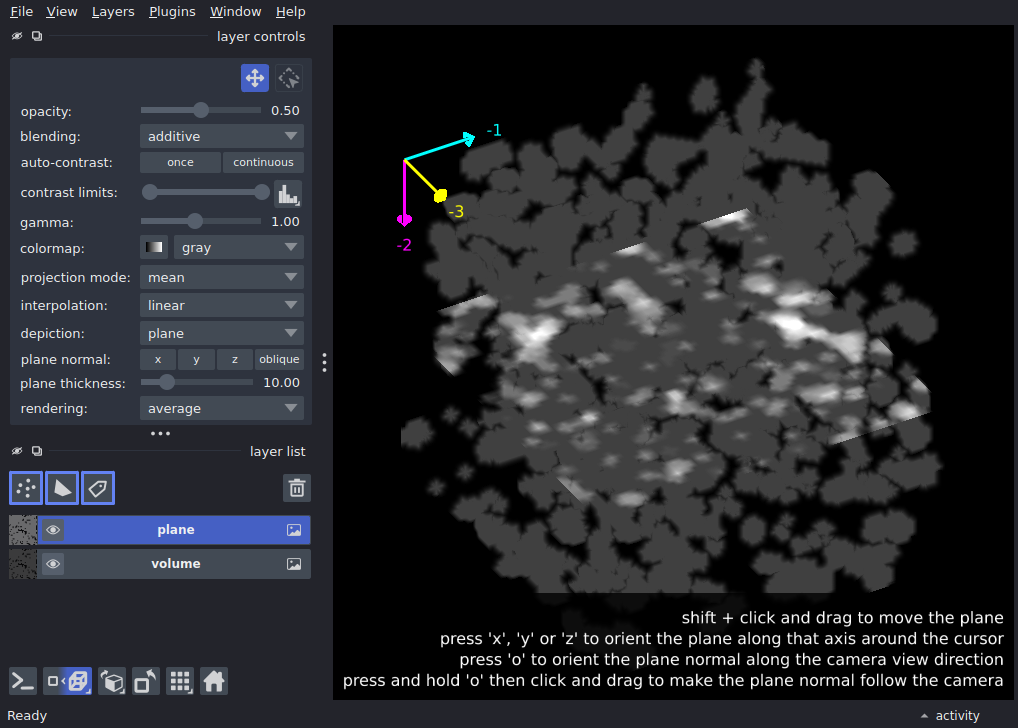 File View Layers Plugins Window Help
layer controls
opacity: 0.50
blending: additive
auto-contrast: once continuous
contrast limits:
gamma: 1.00
colormap: gray
projection mode: mean
interpolation: linear
depiction: plane
plane normal: x y z oblique
plane thickness: 10.00
rendering: average
layer list
plane
volume
Ready
-1
-3
-2
shift + click and drag to move the plane
press 'x', 'y' or 'z' to orient the plane along that axis around the cursor
press 'o' to orient the plane normal along the camera view direction
press and hold 'o' then click and drag to make the plane normal follow the camera
activity